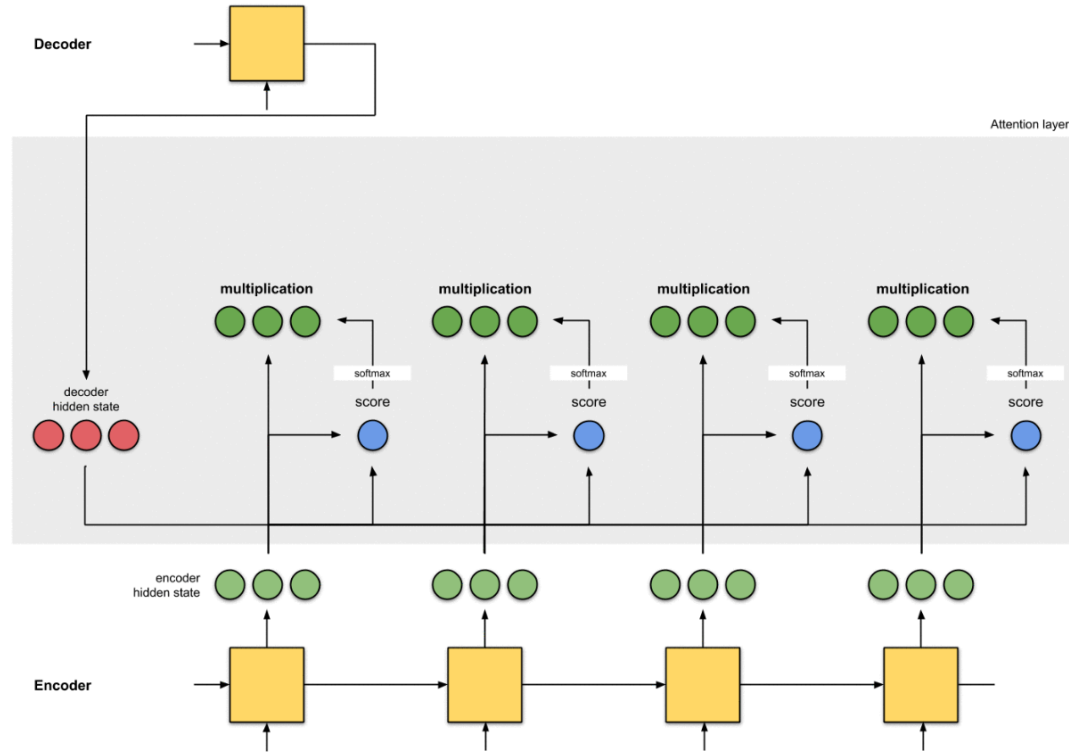 Decoder
Attention layer
multiplication
multiplication
multiplication
multiplication
softmax
softmax
softmax
softmax
decoder
hidden state
score
score
score
score
encoder
hidden state
Encoder